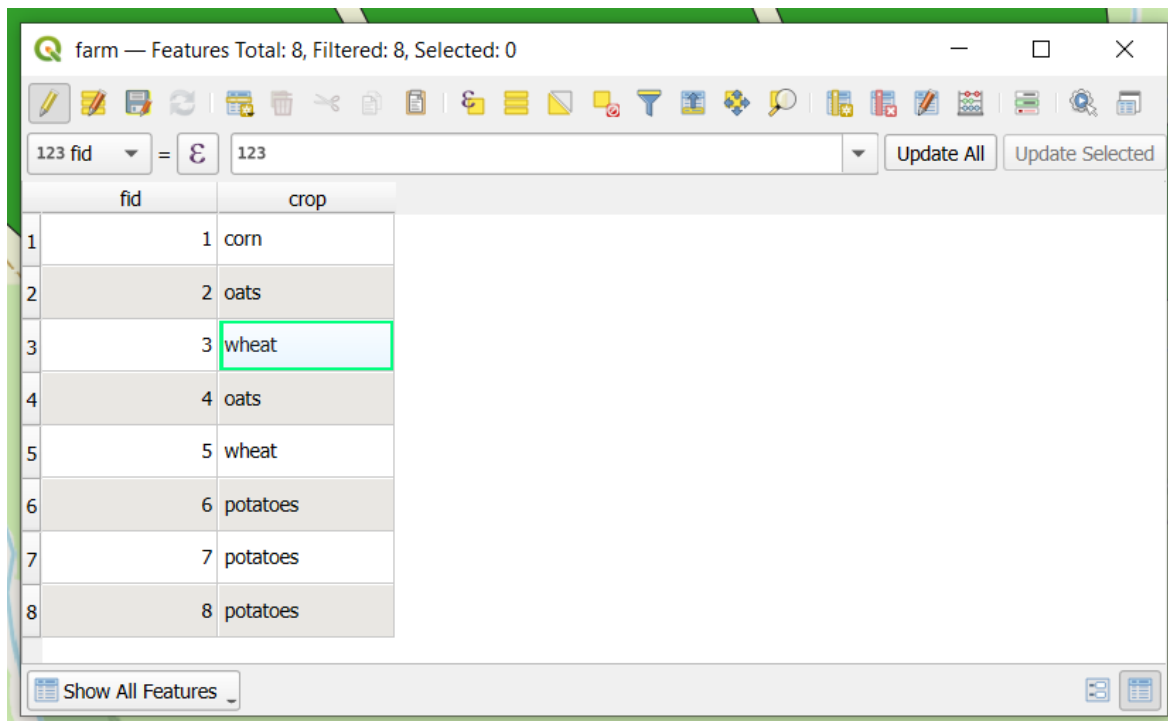 farm — Features Total: 8, Filtered: 8, Selected: 0
123 fid = ε 123 Update All Update Selected
fid crop
1 1 corn
2 2 oats
3 3 wheat
4 4 oats
5 5 wheat
6 6 potatoes
7 7 potatoes
8 8 potatoes
Show All Features